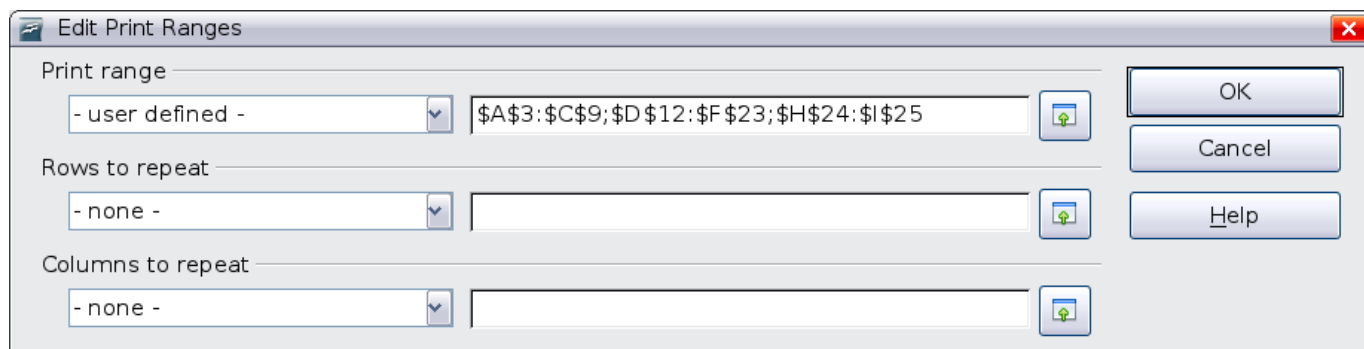 Edit Print Ranges
Print range
- user defined -
$A$3:$C$9;$D$12:$F$23;$H$24:$I$25
OK
Cancel
Rows to repeat
- none -
Help
Columns to repeat
- none -